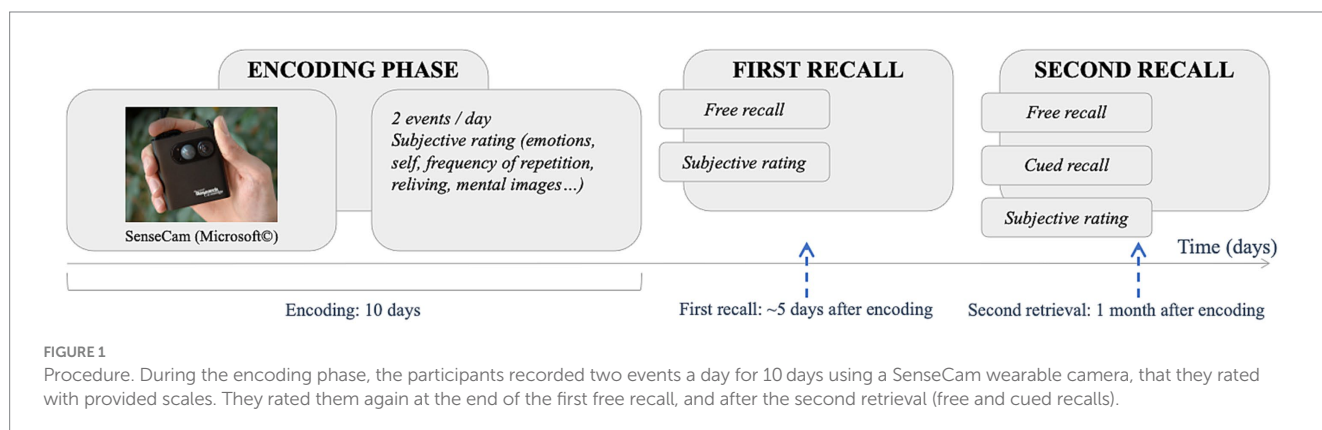 ENCODING PHASE
SenseCam (Microsoft©)
2 events / day
Subjective rating (emotions,
self, frequency of repetition,
reliving, mental images…)
FIRST RECALL
Free recall
Subjective rating
SECOND RECALL
Free recall
Cued recall
Subjective rating
Time (days)
Encoding: 10 days
First recall: ~5 days after encoding
Second retrieval: 1 month after encoding
FIGURE 1
Procedure. During the encoding phase, the participants recorded two events a day for 10 days using a SenseCam wearable camera, that they rated
with provided scales. They rated them again at the end of the first free recall, and after the second retrieval (free and cued recalls).